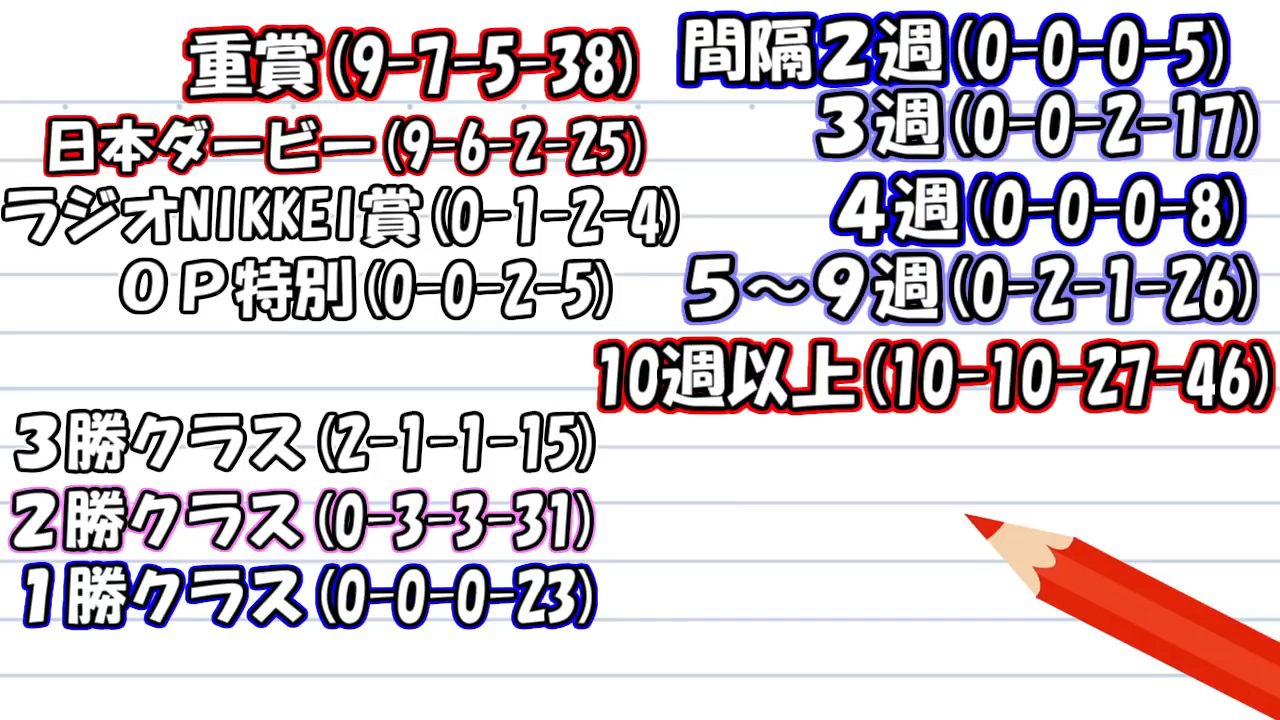 重賞(9-7-5-38)
日本ダービー(9-6-2-25)
ラジオNIKKEI賞(0-1-2-4)
OP特別(0-0-2-5)
3勝クラス(2-1-1-15)
2勝クラス(0-3-3-31)
1勝クラス(0-0-0-23)
間隔2週(0-0-0-5)
3週(0-0-2-17)
4週(0-0-0-8)
5〜9週(0-2-1-26)
10週以上(10-10-27-46)